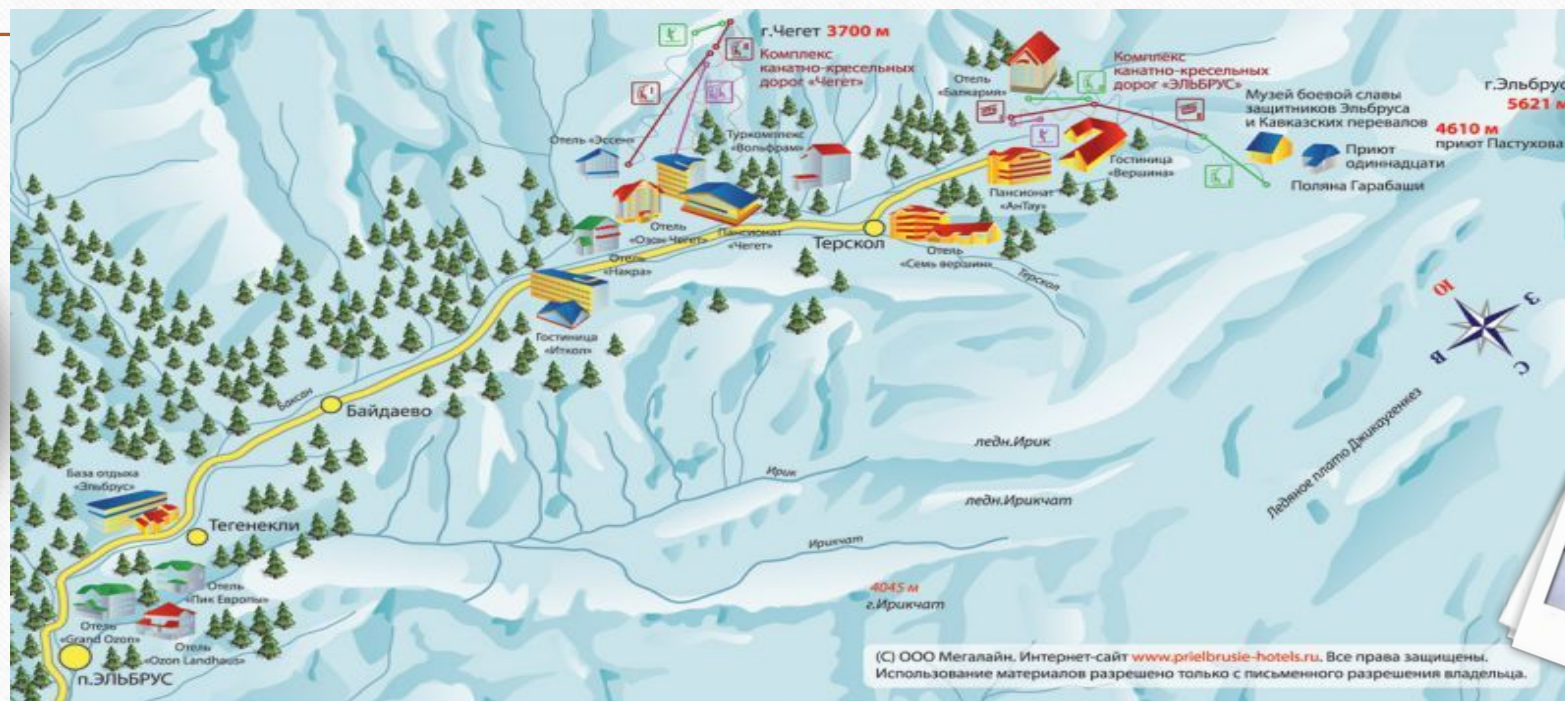 г.Чегет 3700 м
Комплекс
канатно-кресельных
дорог «Чегет»
Отель
«Балкария»
Комплекс
канатно-кресельных
дорог «ЭЛЬБРУС»
Музей боевой славы
защитников Эльбруса
и Кавказских перевалов
г.Эльбрус
5621 м
4610 м
приют Пастухова
Приют
одиннадцати
Поляна Гарабаши
Отель «Эссен»
Туркомплекс
«Вольфрам»
Гостиница
«Вершина»
Пансионат
«АнТау»
Отель
«Озон Чегет»
Пансионат
«Чегет»
Терскол
Отель
«Семь вершин»
Терскол
Отель
«Накра»
Гостиница
«Иткол»
Ю
З
В
С
Баксан
Байдаево
Ледяное плато Джикаугенкез
ледн.Ирик
Ирик
ледн.Ирикчат
База отдыха
«Эльбрус»
Тегенекли
Ирикчат
4045 м
г.Ирикчат
Отель
«Пик Европы»
Отель
«Grand Ozon»
Отель
«Ozon Landhaus»
п.ЭЛЬБРУС
(С) ООО Мегалайн. Интернет-сайт www.prielbrusie-hotels.ru. Все права защищены.
Использование материалов разрешено только с письменного разрешения владельца.